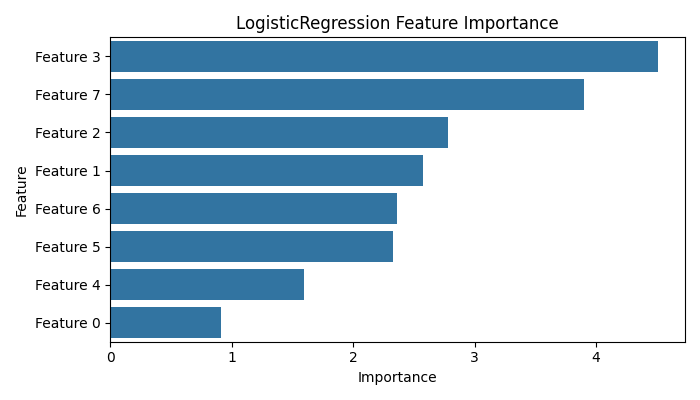 LogisticRegression Feature Importance
Feature 3
Feature 7
Feature 2
Feature 1
Feature 6
Feature 5
Feature 4
Feature 0
Feature
0 1 2 3 4
Importance